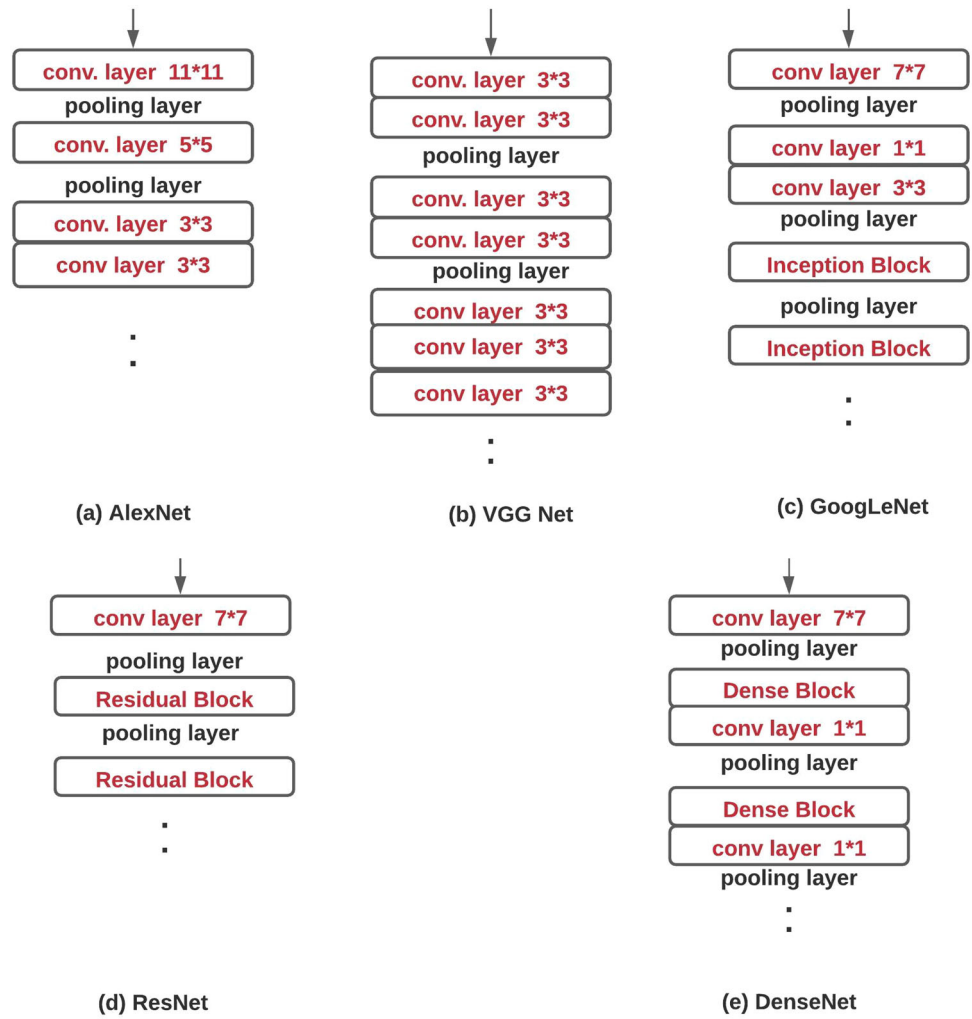 conv. layer 11*11
pooling layer
conv. layer 5*5
pooling layer
conv. layer 3*3
conv layer 3*3
:
(a) AlexNet
conv. layer 3*3
conv. layer 3*3
pooling layer
conv. layer 3*3
conv. layer 3*3
pooling layer
conv layer 3*3
conv layer 3*3
conv layer 3*3
:
(b) VGG Net
conv layer 7*7
pooling layer
conv layer 1*1
conv layer 3*3
pooling layer
Inception Block
pooling layer
Inception Block
:
(c) GoogLeNet
conv layer 7*7
pooling layer
Residual Block
pooling layer
Residual Block
:
(d) ResNet
conv layer 7*7
pooling layer
Dense Block
conv layer 1*1
pooling layer
Dense Block
conv layer 1*1
pooling layer
:
(e) DenseNet